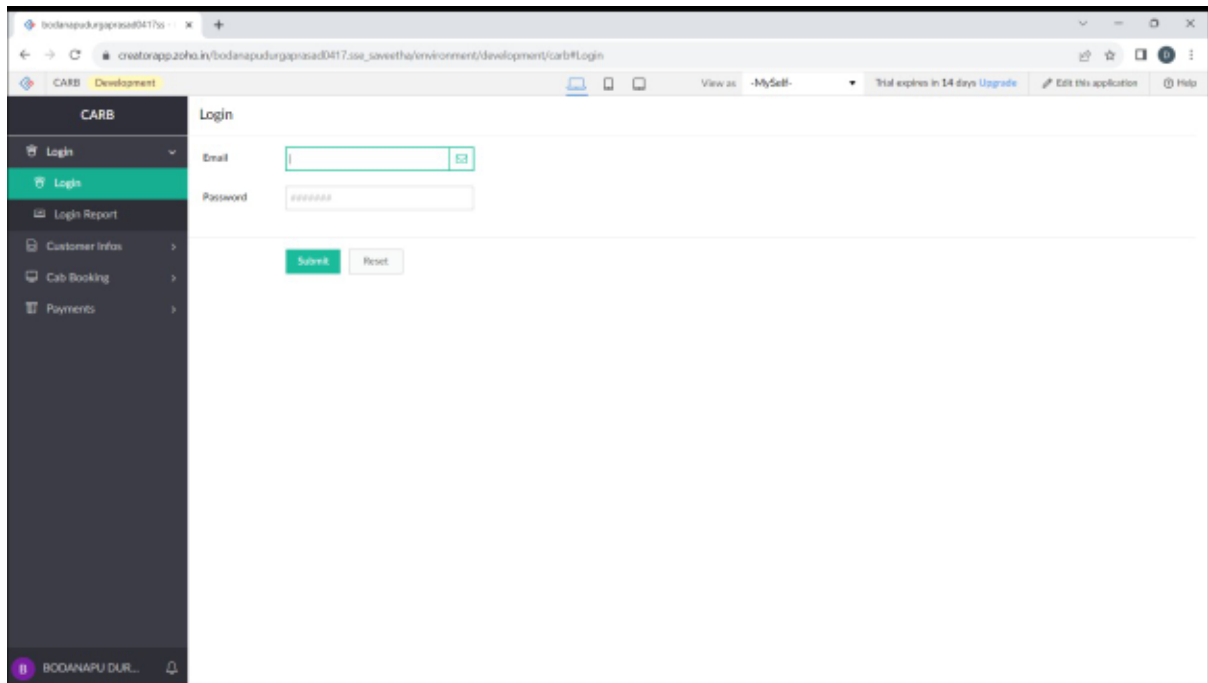 bodanapudurgaprasad0417ss
creatorapp.zoho.in/bodanapudurgaprasad0417.sse_saveetha/environment/development/carb#Login
CARB Development View as -MySelf- Trial expires in 14 days Upgrade Edit this application Help
CARB
Login
Login
Login Report
Customer Infos
Cab Booking
Payments
B BODANAPU DUR...
Login
Email
Password #######
Submit Reset
D